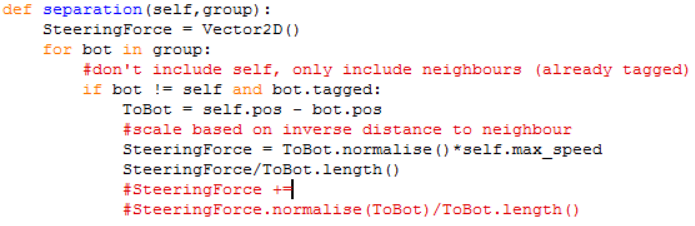 def separation(self,group):
    SteeringForce = Vector2D()
    for bot in group:
        #don't include self, only include neighbours (already tagged)
        if bot != self and bot.tagged:
            ToBot = self.pos - bot.pos
            #scale based on inverse distance to neighbour
            SteeringForce = ToBot.normalise()*self.max_speed
            SteeringForce/ToBot.length()
            #SteeringForce +=
            #SteeringForce.normalise(ToBot)/ToBot.length()